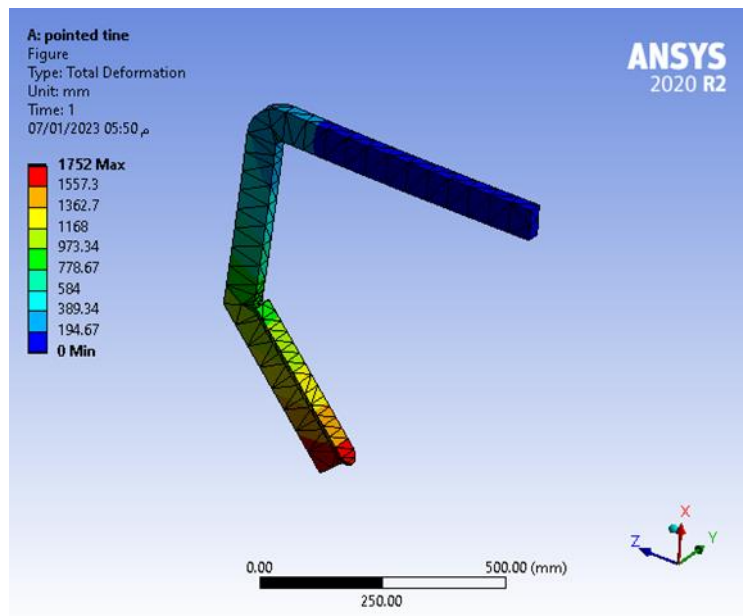 A: pointed tine
Figure
Type: Total Deformation
Unit: mm
Time: 1
07/01/2023 05:50 م
ANSYS
2020 R2
1752 Max
1557.3
1362.7
1168
973.34
778.67
584
389.34
194.67
0 Min
0.00
500.00 (mm)
250.00
X
Y
Z